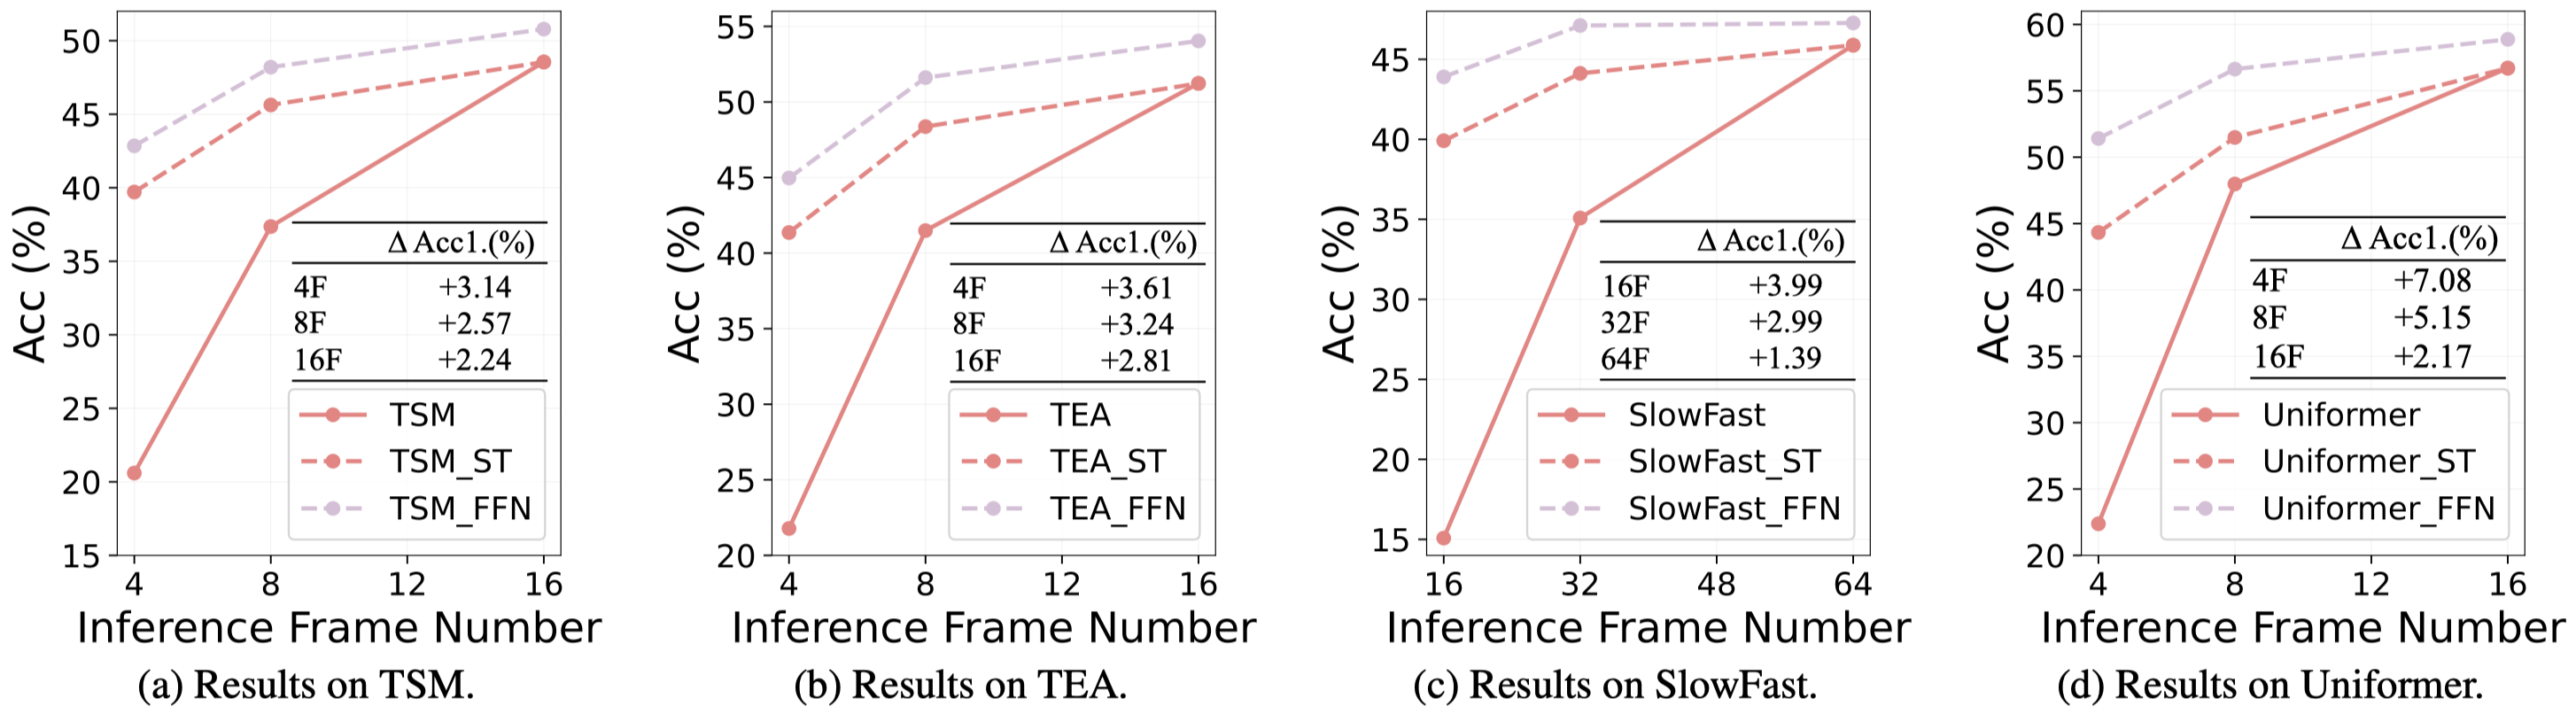 50
45
40
35
30
25
20
15
Acc (%)
Δ Acc1.(%)
4F +3.14
8F +2.57
16F +2.24
TSM
TSM_ST
TSM_FFN
4 8 12 16
Inference Frame Number
(a) Results on TSM.
55
50
45
40
35
30
25
20
Acc (%)
Δ Acc1.(%)
4F +3.61
8F +3.24
16F +2.81
TEA
TEA_ST
TEA_FFN
4 8 12 16
Inference Frame Number
(b) Results on TEA.
45
40
35
30
25
20
15
Acc (%)
Δ Acc1.(%)
16F +3.99
32F +2.99
64F +1.39
SlowFast
SlowFast_ST
SlowFast_FFN
16 32 48 64
Inference Frame Number
(c) Results on SlowFast.
60
55
50
45
40
35
30
25
20
Acc (%)
Δ Acc1.(%)
4F +7.08
8F +5.15
16F +2.17
Uniformer
Uniformer_ST
Uniformer_FFN
4 8 12 16
Inference Frame Number
(d) Results on Uniformer.